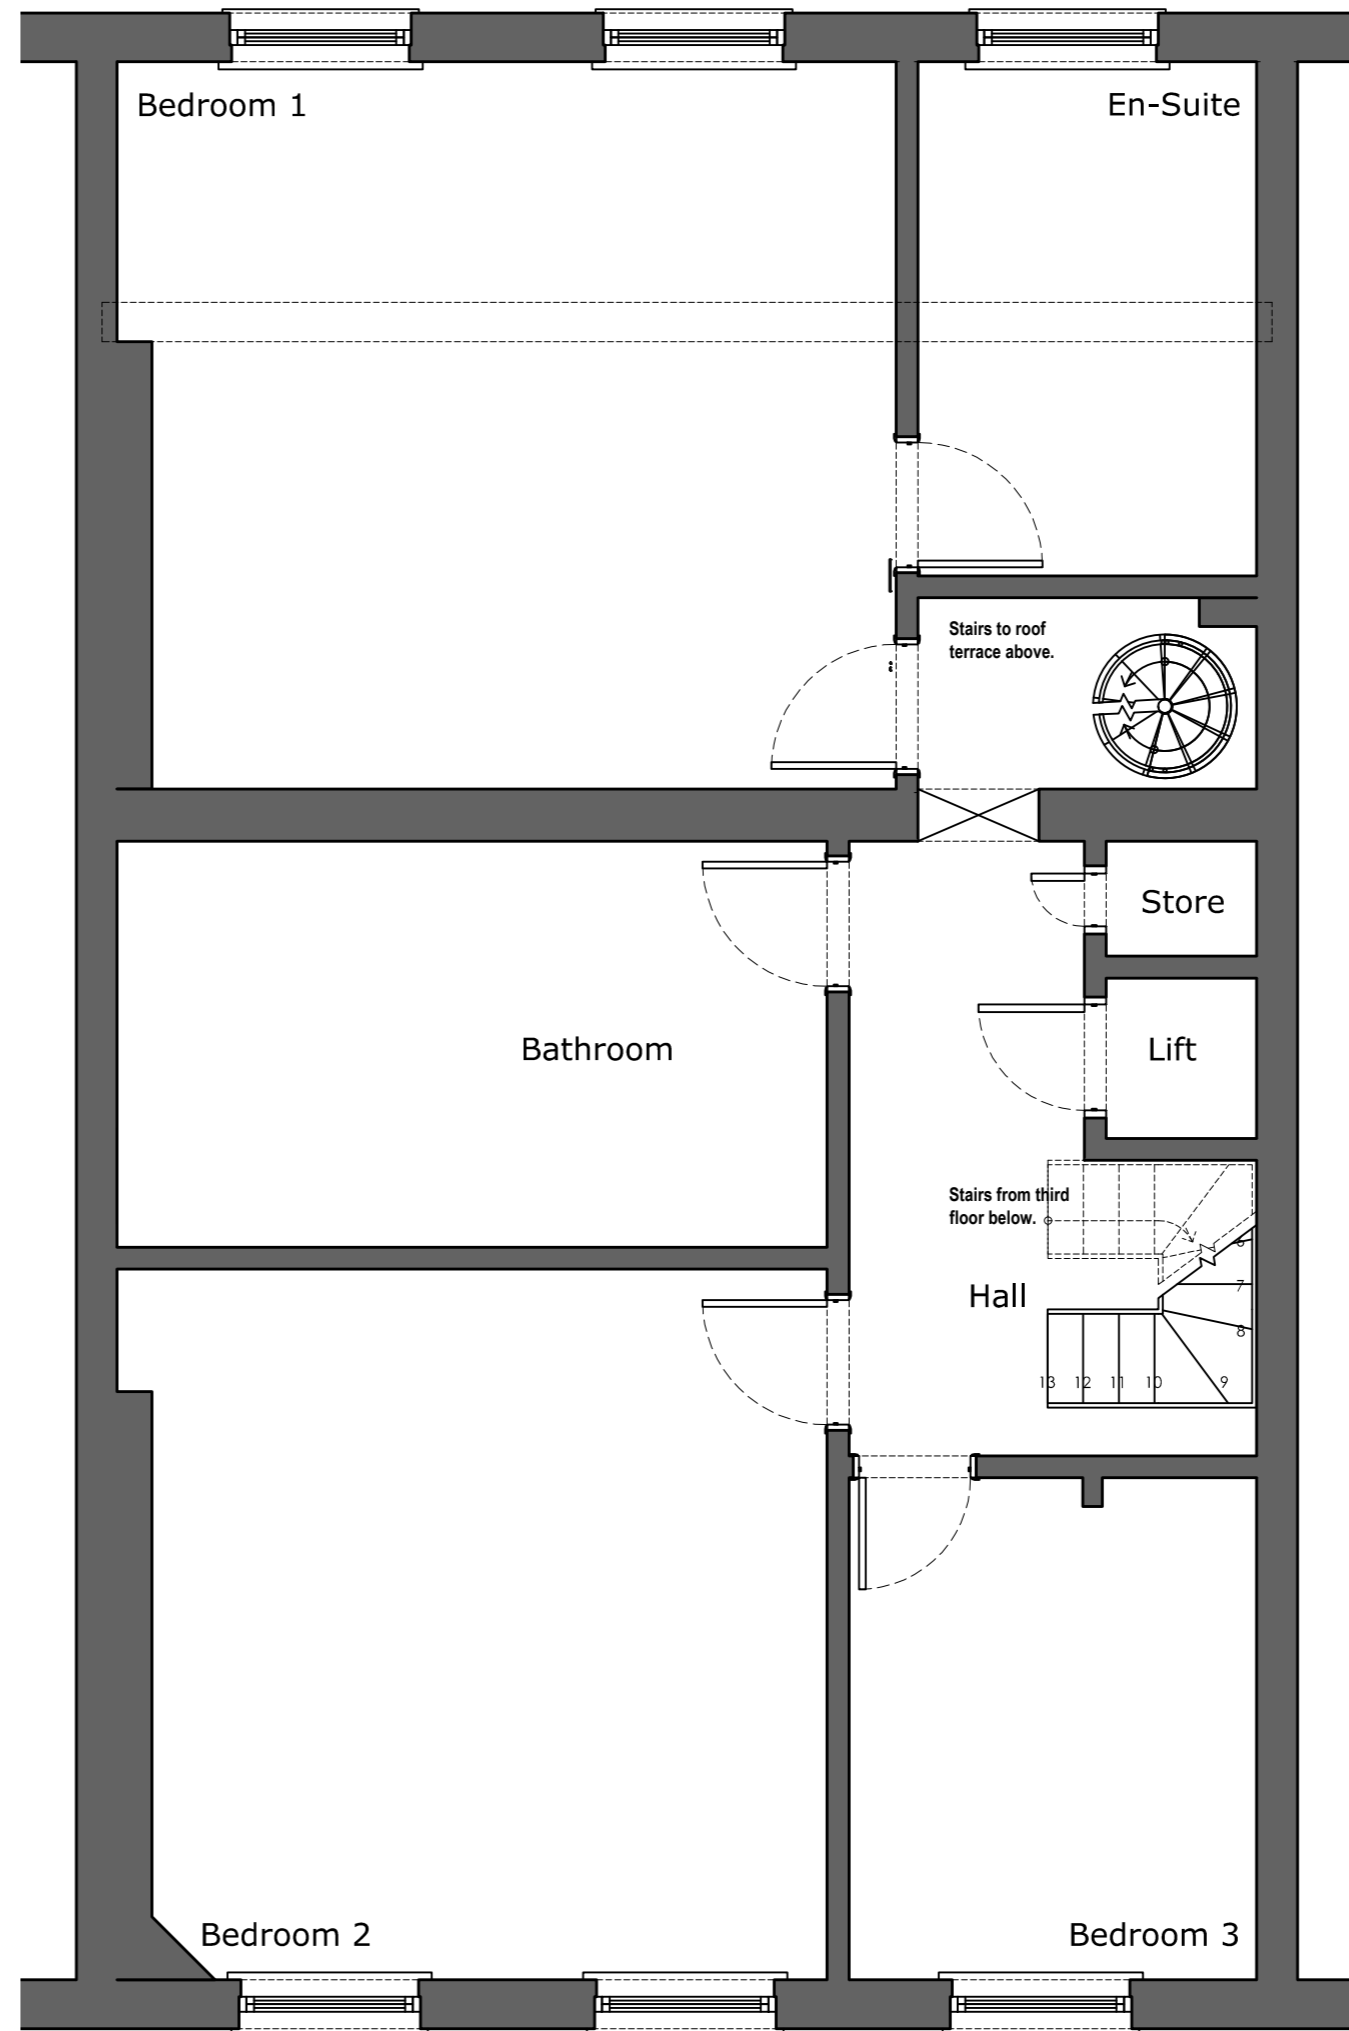 Bedroom 1
En-Suite
Stairs to roof
terrace above.
Store
Bathroom
Lift
Stairs from third
floor below.
6
7
Hall
8
13 12 11 10 9
Bedroom 2
Bedroom 3